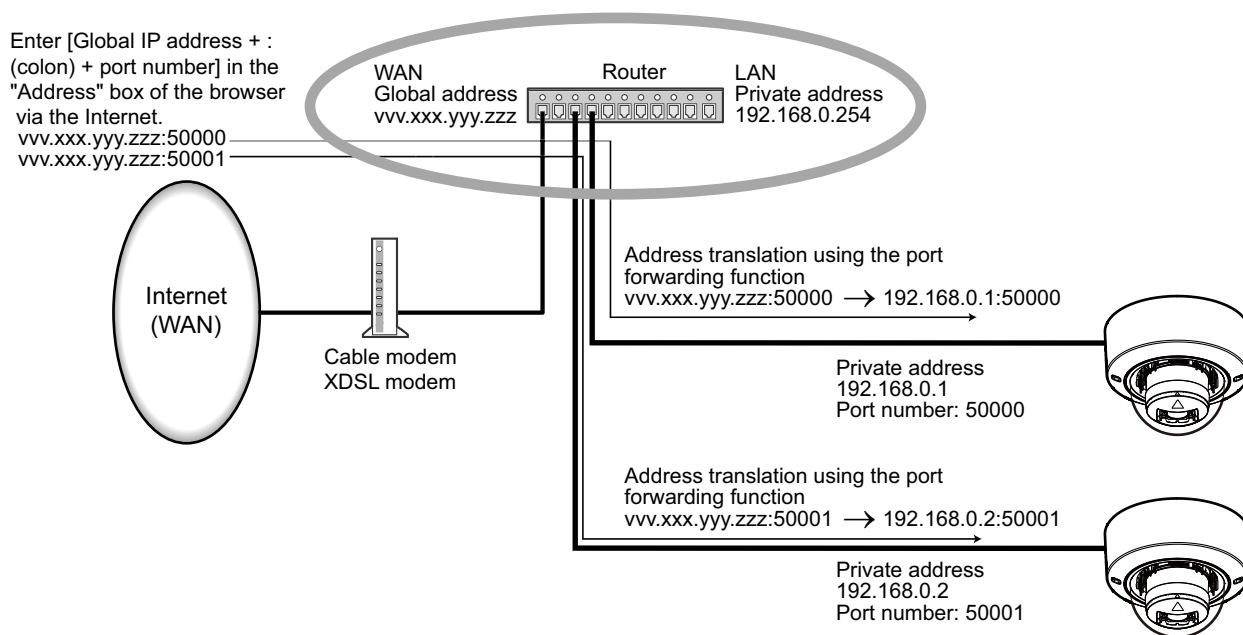 Enter [Global IP address + :
(colon) + port number] in the
"Address" box of the browser
via the Internet.
vvv.xxx.yyy.zzz:50000
vvv.xxx.yyy.zzz:50001
WAN
Global address
vvv.xxx.yyy.zzz
Router
LAN
Private address
192.168.0.254
Internet
(WAN)
Cable modem
XDSL modem
Address translation using the port
forwarding function
vvv.xxx.yyy.zzz:50000 → 192.168.0.1:50000
Private address
192.168.0.1
Port number: 50000
Address translation using the port
forwarding function
vvv.xxx.yyy.zzz:50001 → 192.168.0.2:50001
Private address
192.168.0.2
Port number: 50001